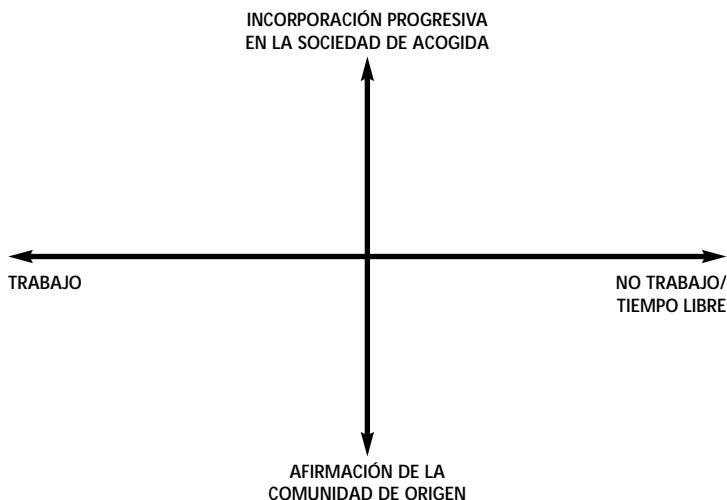 INCORPORACIÓN PROGRESIVA
EN LA SOCIEDAD DE ACOGIDA
TRABAJO
NO TRABAJO/
TIEMPO LIBRE
AFIRMACIÓN DE LA
COMUNIDAD DE ORIGEN